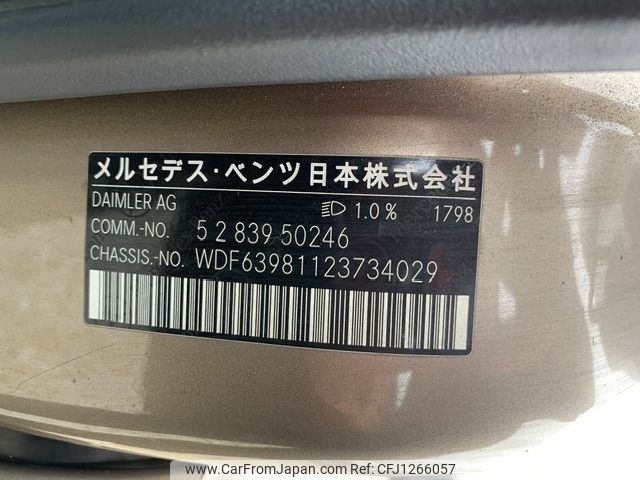 メルセデス・ベンツ日本株式会社
DAIMLER AG 1.0% 1798
COMM.-NO. 5 2 839 50246
CHASSIS.-NO. WDF63981123734029
www.CarFromJapan.com CFJ1266057